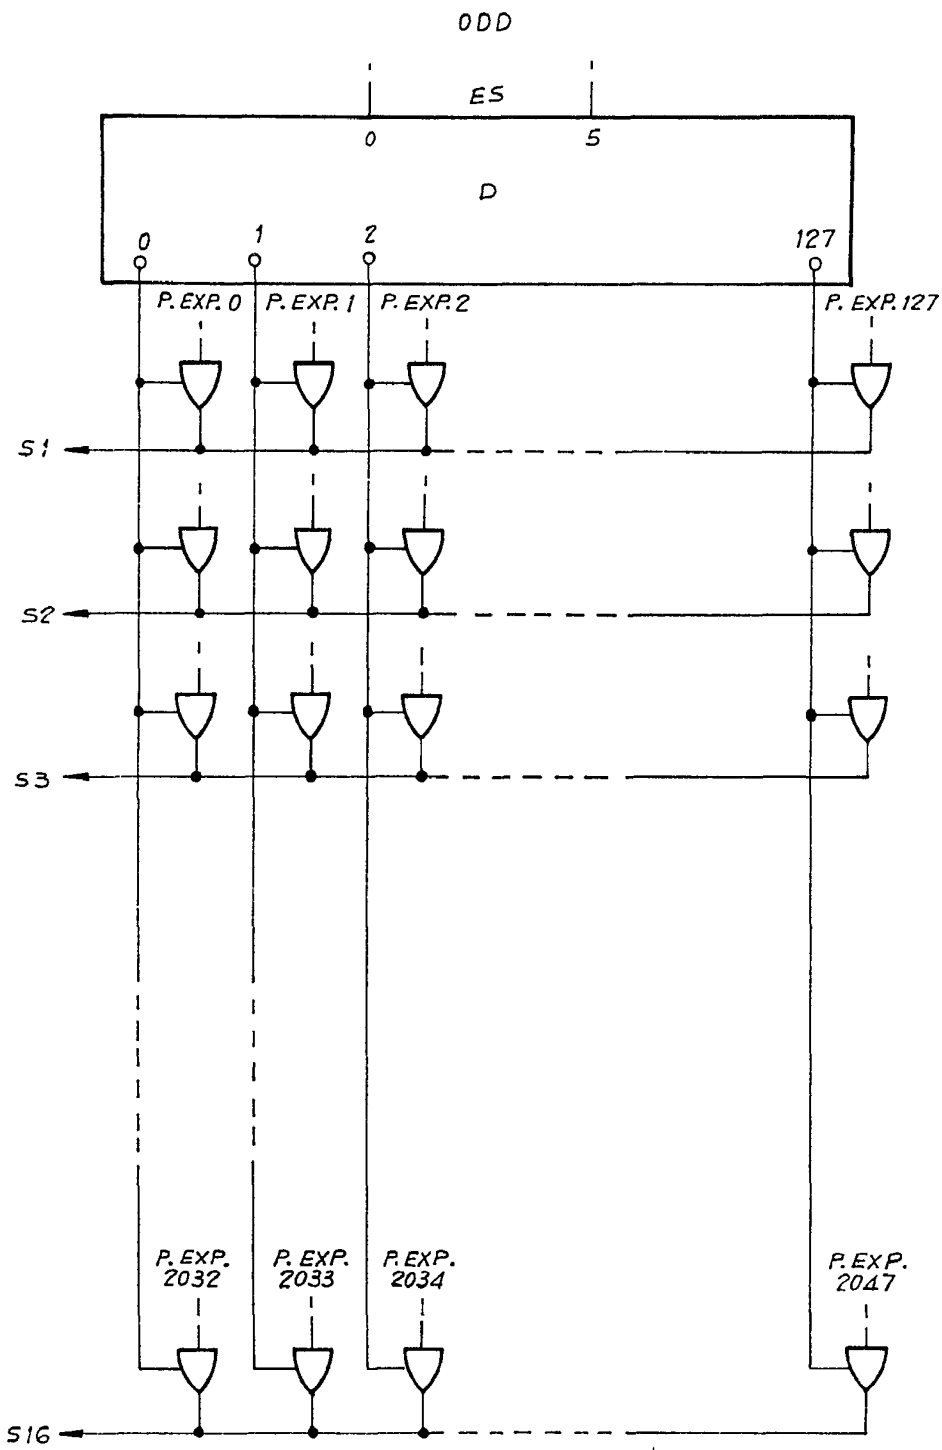 ODD
ES
0 5
D
0 1 2 127
P. EXP. 0 P. EXP. 1 P. EXP. 2 P. EXP. 127
S1
S2
S3
P. EXP. 2032
P. EXP. 2033
P. EXP. 2034
P. EXP. 2047
S16